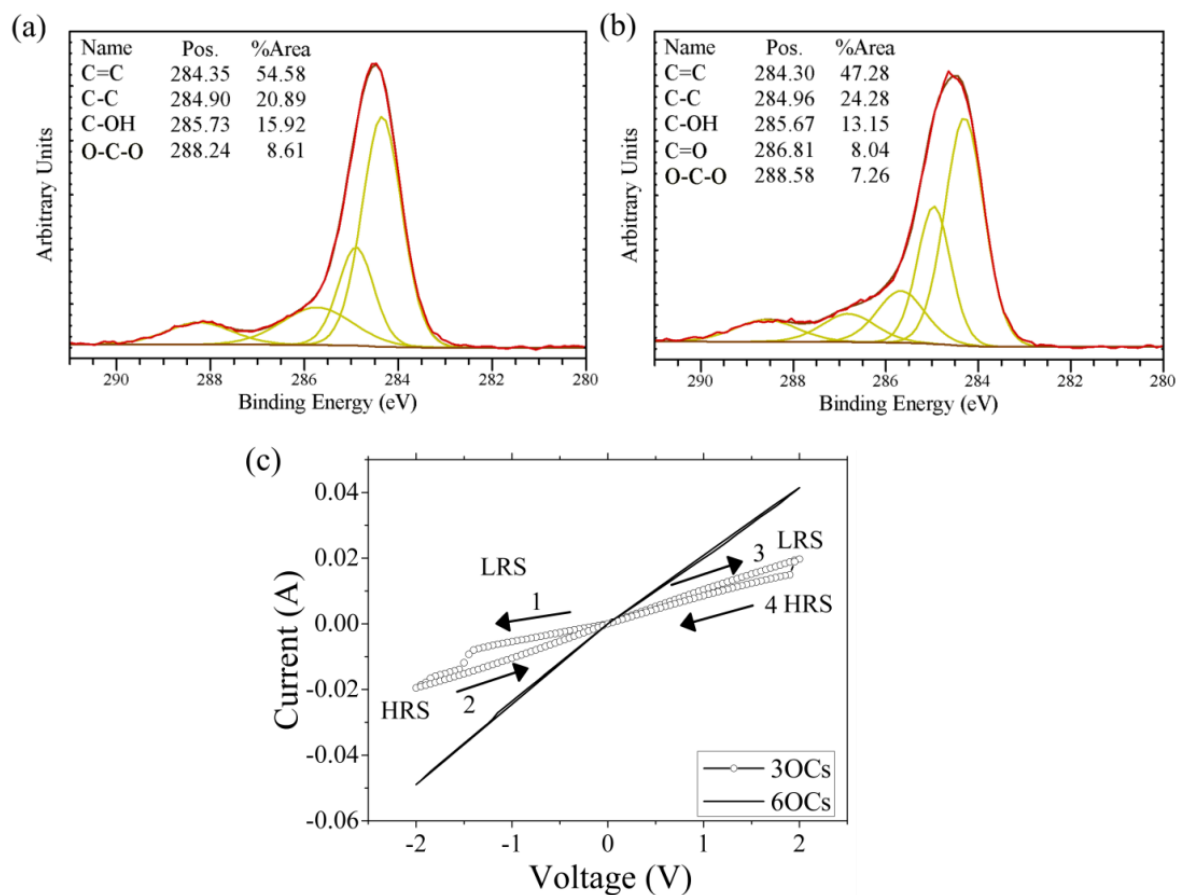 (a)
Name Pos. %Area
C=C 284.35 54.58
C-C 284.90 20.89
C-OH 285.73 15.92
O-C-O 288.24 8.61
Arbitrary Units
290 288 286 284 282 280
Binding Energy (eV)
(b)
Name Pos. %Area
C=C 284.30 47.28
C-C 284.96 24.28
C-OH 285.67 13.15
C=O 286.81 8.04
O-C-O 288.58 7.26
Arbitrary Units
290 288 286 284 282 280
Binding Energy (eV)
(c)
0.04
0.02
0.00
-0.02
-0.04
-0.06
Current (A)
LRS
1
3
LRS
4 HRS
HRS
2
3OCs
6OCs
-2 -1 0 1 2
Voltage (V)